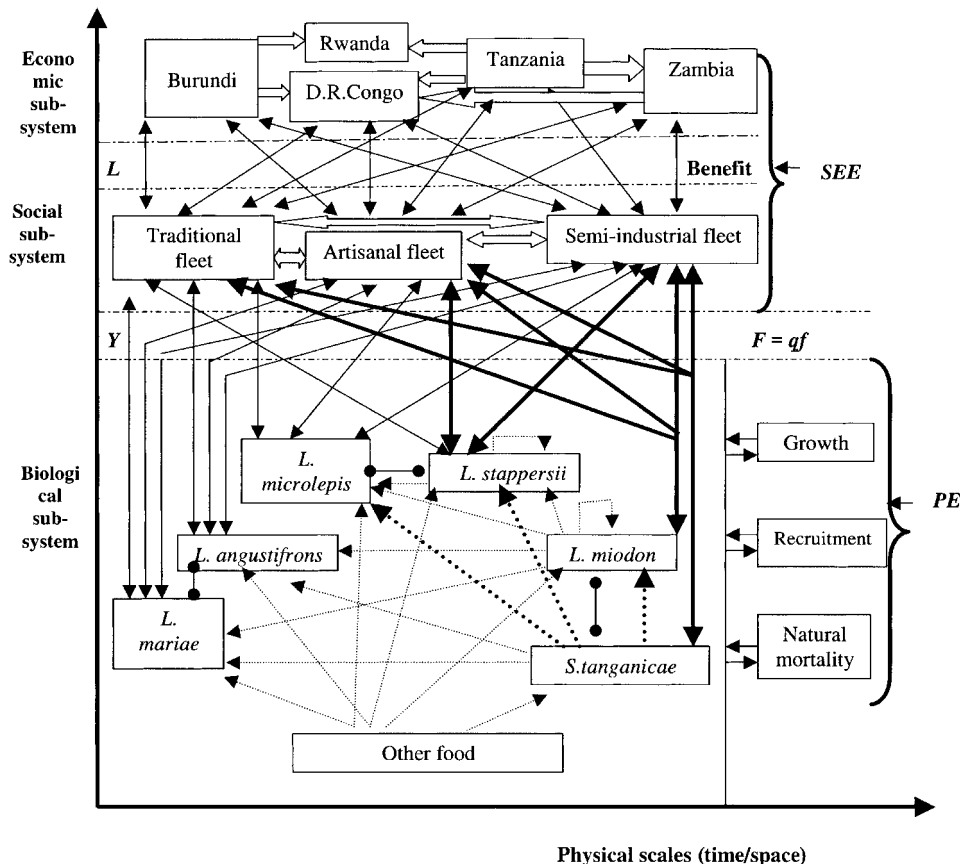 Econo
mic
sub-
system
Burundi
Rwanda
D.R.Congo
Tanzania
Zambia
L
Benefit
SEE
Social
sub-
system
Traditional
fleet
Artisanal fleet
Semi-industrial fleet
Y
F = qf
Biologi
cal sub-
system
L.
microlepis
L. stappersii
L. angustifrons
L. miodon
L.
mariae
S.tanganicae
Other food
Growth
Recruitment
Natural
mortality
PE
Physical scales (time/space)